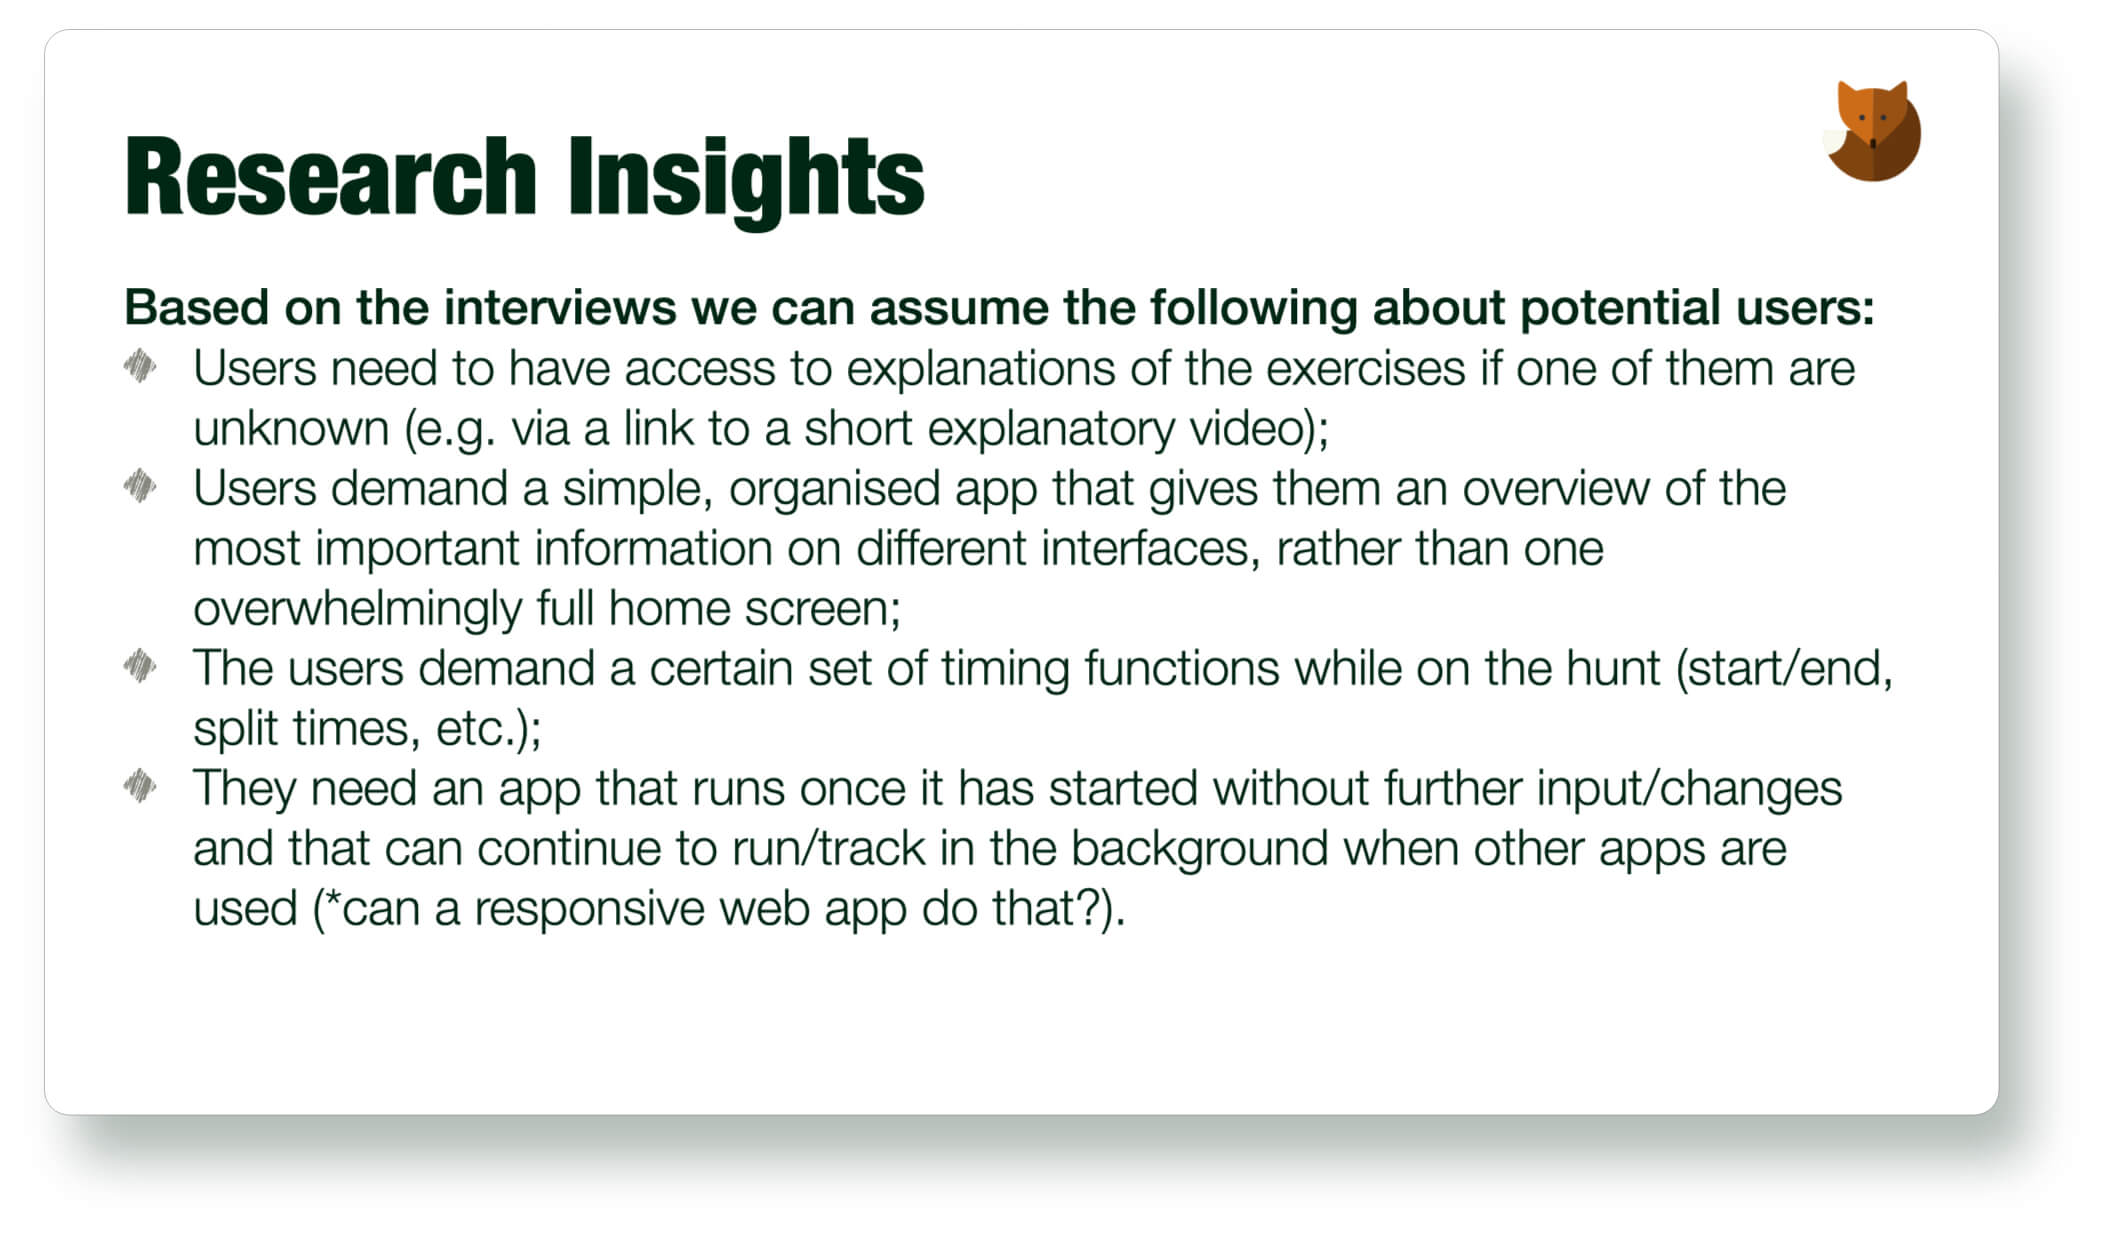 Research Insights
Based on the interviews we can assume the following about potential users:
Users need to have access to explanations of the exercises if one of them are
unknown (e.g. via a link to a short explanatory video);
Users demand a simple, organised app that gives them an overview of the
most important information on different interfaces, rather than one
overwhelmingly full home screen;
The users demand a certain set of timing functions while on the hunt (start/end,
split times, etc.);
They need an app that runs once it has started without further input/changes
and that can continue to run/track in the background when other apps are
used (*can a responsive web app do that?).